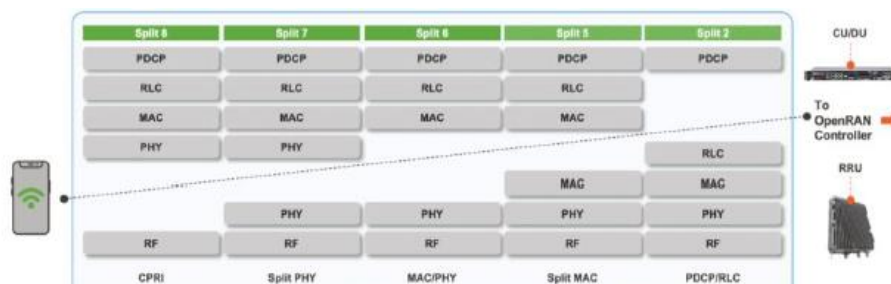 Split 8 Split 7 Split 6 Split 5 Split 2
CU/DU
PDCP PDCP PDCP PDCP PDCP
RLC RLC RLC RLC
MAC MAC MAC MAC
To
OpenRAN
Controller
PHY PHY
RLC
RRU
MAC MAC
PHY PHY PHY PHY
RF RF RF RF RF
CPRI Split PHY MAC/PHY Split MAC PDCP/RLC